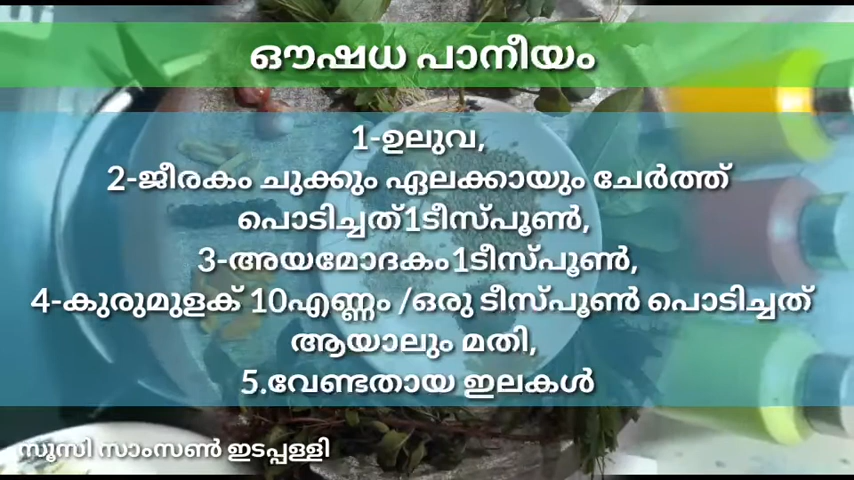 ഔഷധ പാനീയം
1-ഉലുവ,
2-ജീരകം ചുക്കും ഏലക്കായും ചേർത്ത്
പൊടിച്ചത്1ടീസ്പൂൺ,
3-അയമോദകം1ടീസ്പൂൺ,
4-കുരുമുളക് 10എണ്ണം /ഒരു ടീസ്പൂൺ പൊടിച്ചത്
ആയാലും മതി,
5.വേണ്ടതായ ഇലകൾ
സൂസി സാംസൺ ഇടപ്പള്ളി